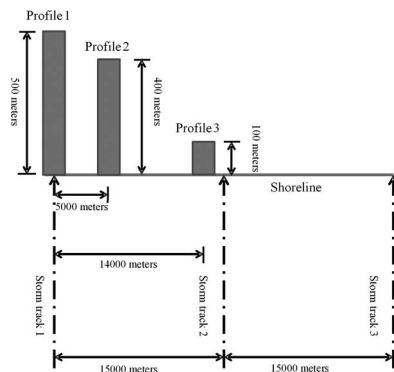 Profile 1
Profile 2
500 meters
400 meters
Profile 3
100 meters
Shoreline
5000 meters
14000 meters
Storm track 1
Storm track 2
Storm track 3
15000 meters
15000 meters